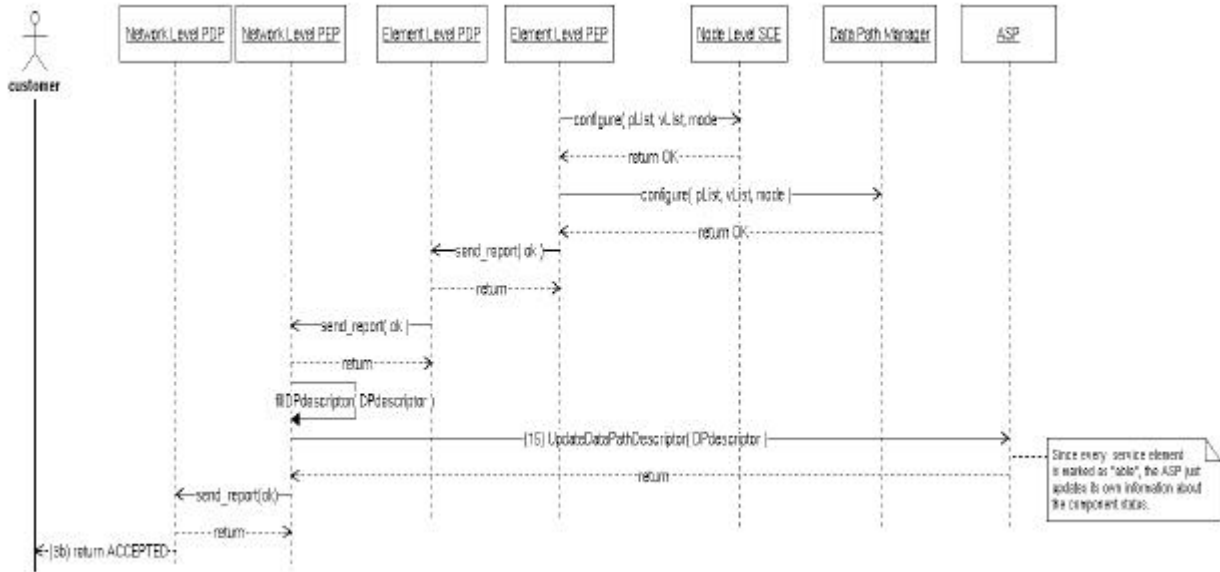 Network Level PDP
Network Level PEP
Element Level PDP
Element Level PEP
Node Level SCE
Data Path Manager
ASP
customer
configure( pList, vList, mode
return OK
configure( pList, vList, mode )
return OK
send_report( ok )
return
send_report( ok )
return
fillDPdescriptor( DPdescriptor )
(15) UpdateDataPathDescriptor( DPdescriptor )
return
Since every service element
is marked as "able", the ASP just
updates its own information about
the component status.
send_report(ok)
return
(3b) return ACCEPTED